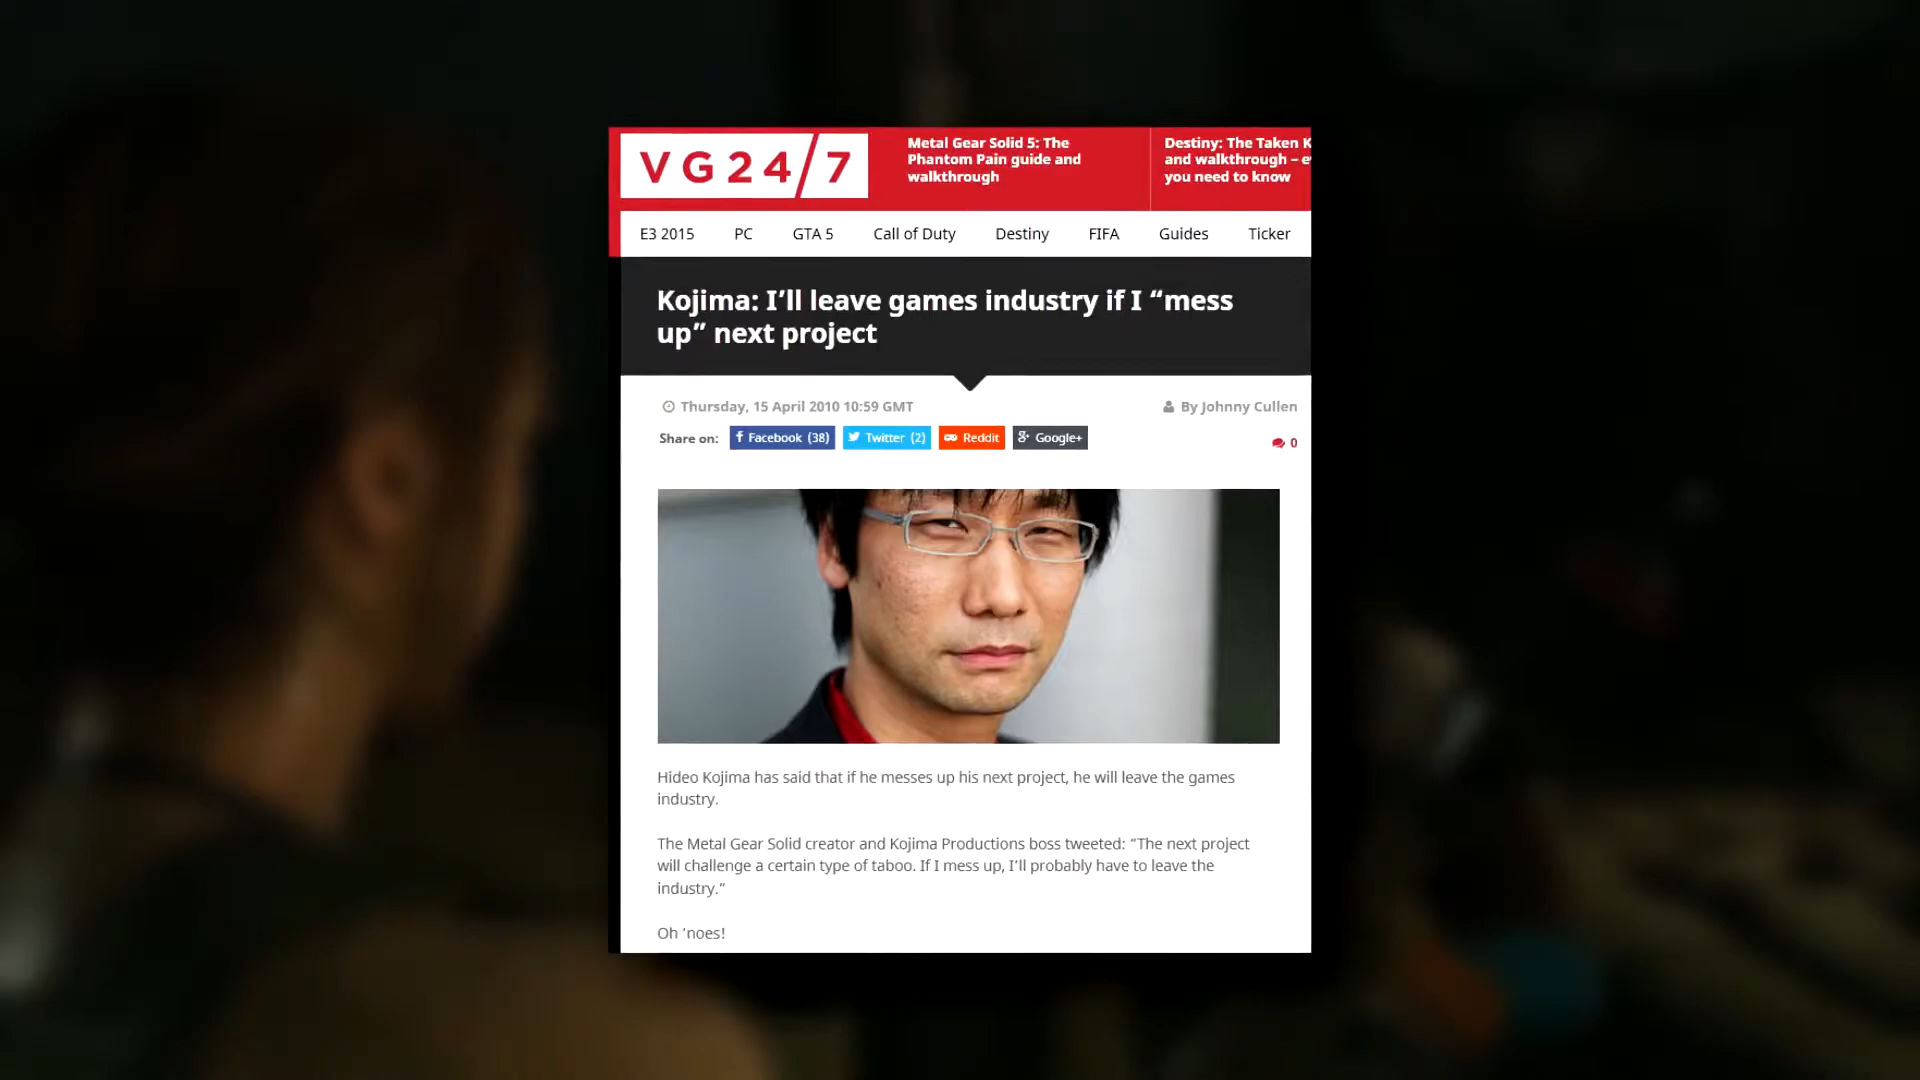 VG24/7
Metal Gear Solid 5: The
Phantom Pain guide and
walkthrough
Destiny: The Taken K
and walkthrough – e
you need to know
E3 2015 PC GTA 5 Call of Duty Destiny FIFA Guides Ticker
Kojima: I’ll leave games industry if I “mess
up” next project
Thursday, 15 April 2010 10:59 GMT By Johnny Cullen
Share on: Facebook (38) Twitter (2) Reddit Google+ 0
Hideo Kojima has said that if he messes up his next project, he will leave the games
industry.
The Metal Gear Solid creator and Kojima Productions boss tweeted: “The next project
will challenge a certain type of taboo. If I mess up, I’ll probably have to leave the
industry.”
Oh ’noes!